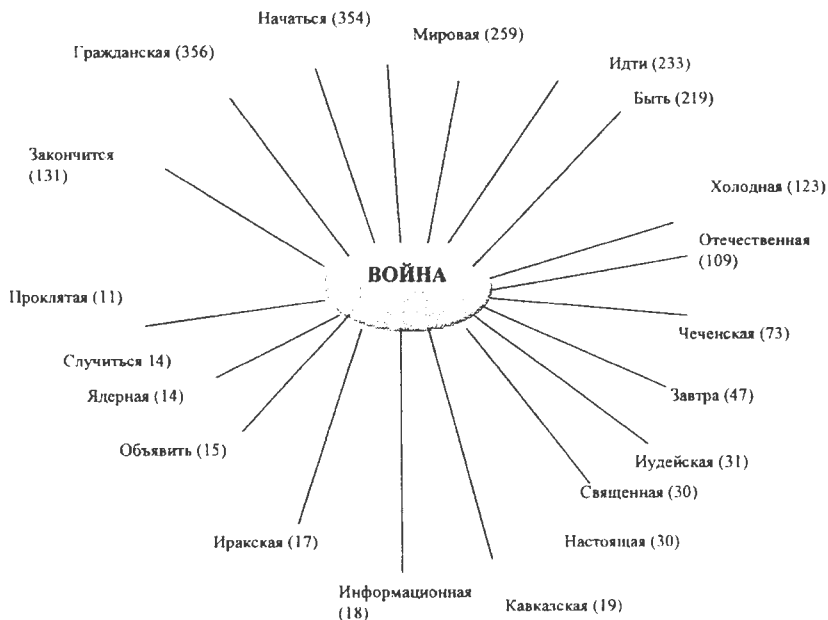 Начаться (354)
Мировая (259)
Гражданская (356)
Идти (233)
Быть (219)
Закончится
(131)
Холодная (123)
Отечественная
(109)
ВОЙНА
Проклятая (11)
Чеченская (73)
Случиться 14)
Ядерная (14)
Завтра (47)
Объявить (15)
Иудейская (31)
Священная (30)
Иракская (17)
Настоящая (30)
Информационная
(18)
Кавказская (19)